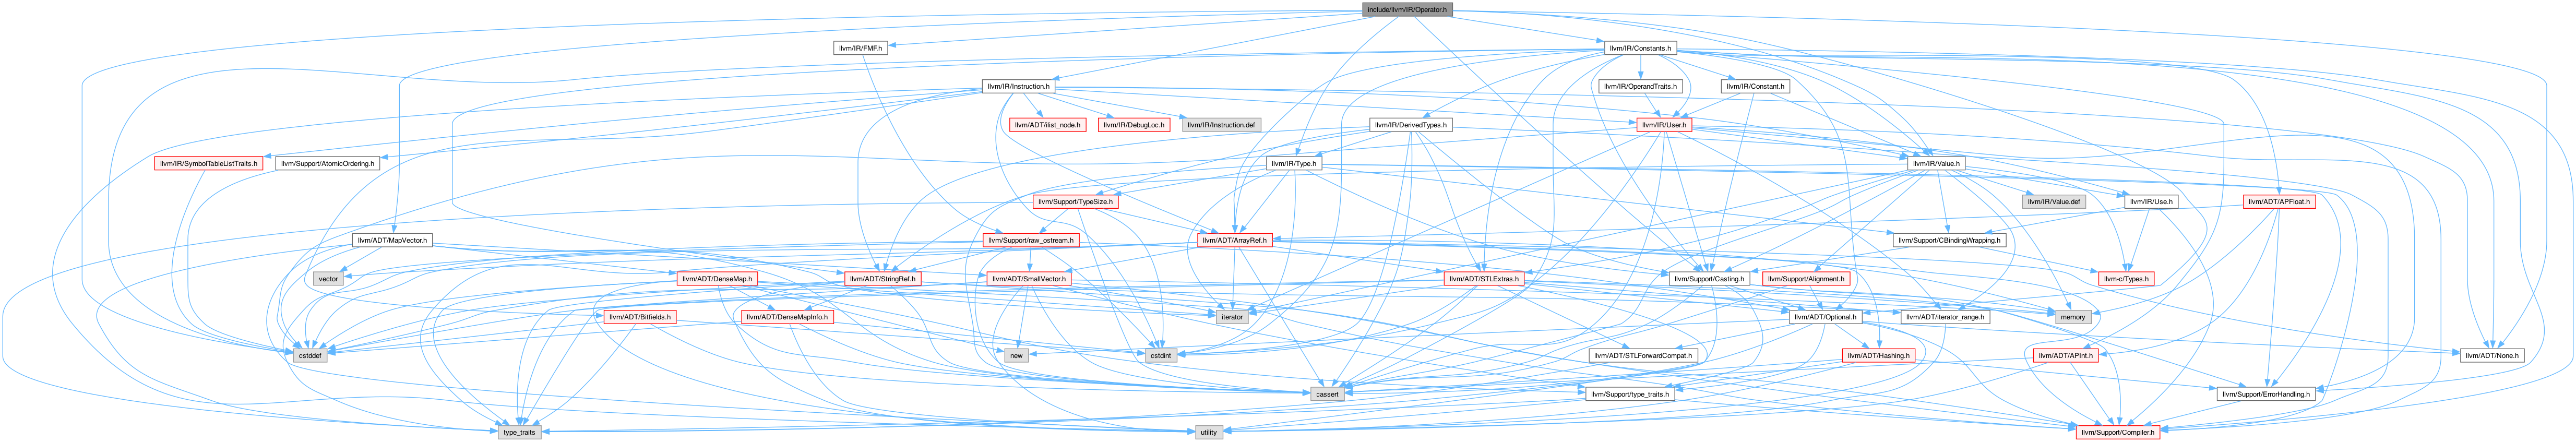 include/llvm/IR/Operator.h
llvm/IR/FMF.h
llvm/IR/Constants.h
llvm/IR/Instruction.h
llvm/IR/OperandTraits.h
llvm/IR/Constant.h
llvm/ADT/ilist_node.h
llvm/IR/DebugLoc.h
llvm/IR/Instruction.def
llvm/IR/DerivedTypes.h
llvm/IR/User.h
llvm/IR/SymbolTableListTraits.h
llvm/Support/AtomicOrdering.h
llvm/IR/Type.h
llvm/IR/Value.h
llvm/Support/TypeSize.h
llvm/IR/Value.def
llvm/IR/Use.h
llvm/ADT/APFloat.h
llvm/ADT/MapVector.h
llvm/Support/raw_ostream.h
llvm/ADT/ArrayRef.h
llvm/Support/CBindingWrapping.h
vector
llvm/ADT/DenseMap.h
llvm/ADT/StringRef.h
llvm/ADT/SmallVector.h
llvm/ADT/STLExtras.h
llvm/Support/Casting.h
llvm/Support/Alignment.h
llvm-c/Types.h
llvm/ADT/Bitfields.h
llvm/ADT/DenseMapInfo.h
iterator
llvm/ADT/Optional.h
llvm/ADT/iterator_range.h
memory
cstddef
new
cstdint
llvm/ADT/STLForwardCompat.h
llvm/ADT/Hashing.h
llvm/ADT/APInt.h
llvm/ADT/None.h
cassert
llvm/Support/type_traits.h
llvm/Support/ErrorHandling.h
type_traits
utility
llvm/Support/Compiler.h